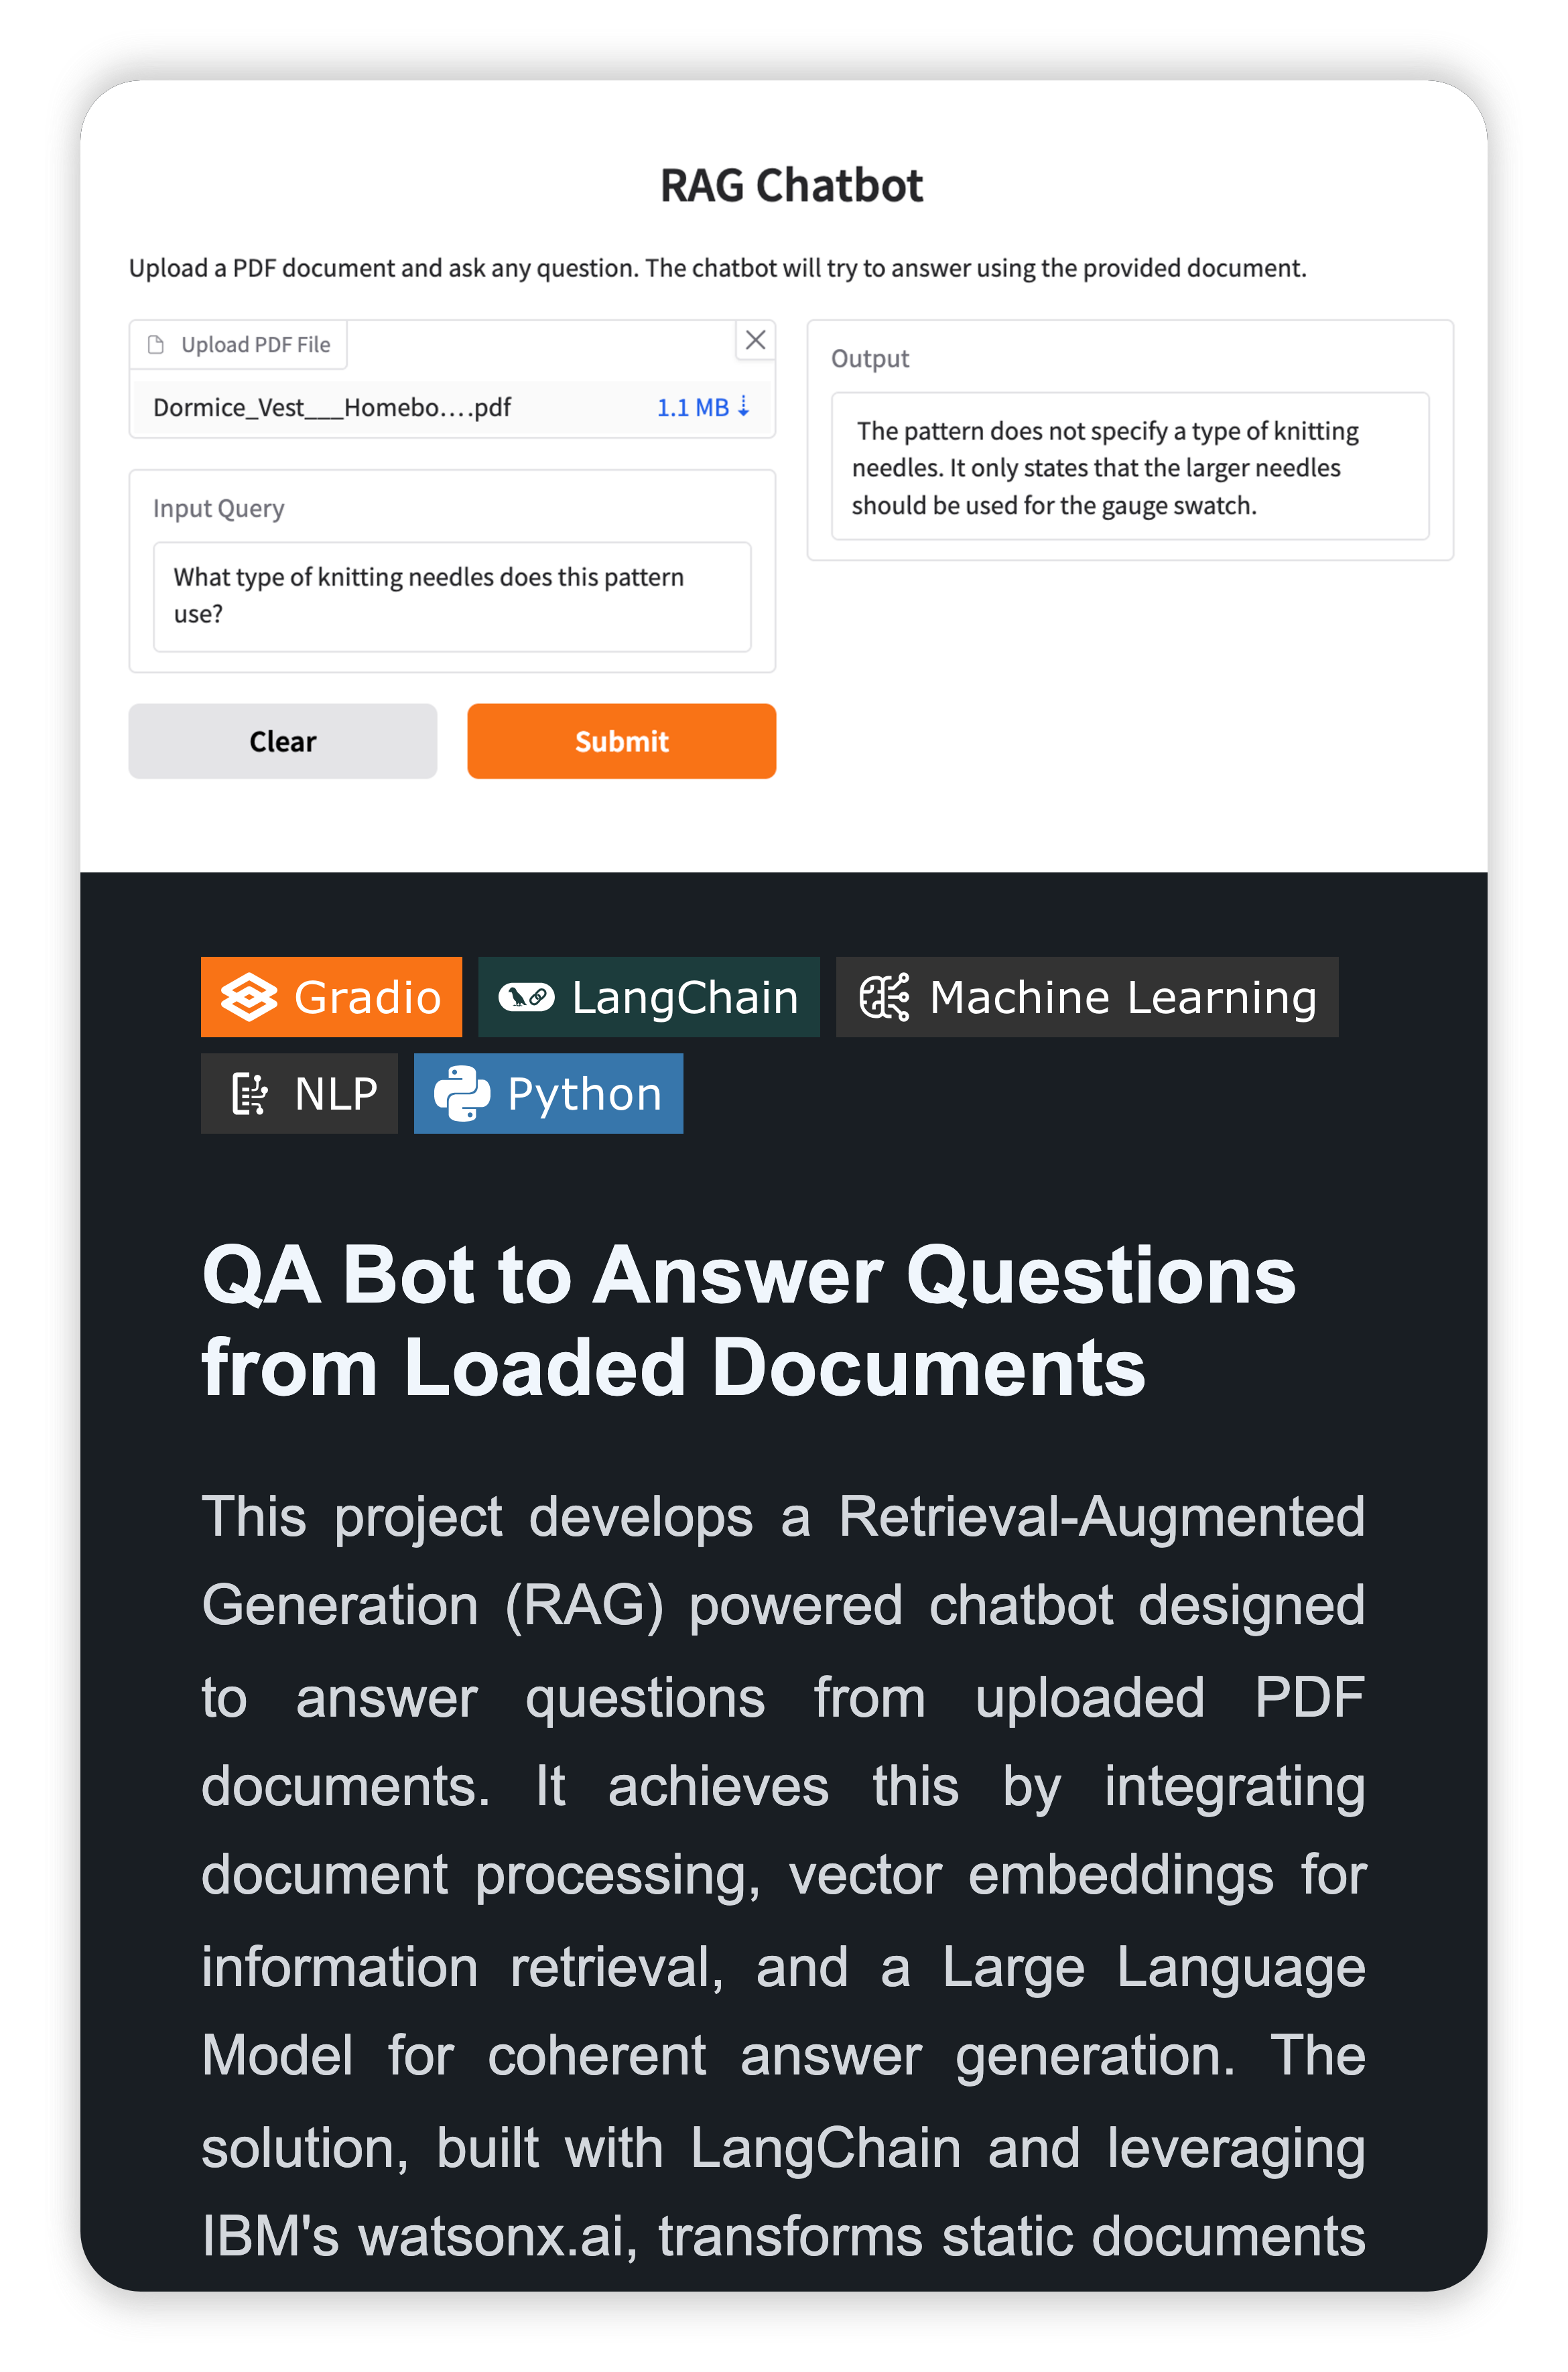 RAG Chatbot
Upload a PDF document and ask any question. The chatbot will try to answer using the provided document.
Upload PDF File
Dormice_Vest___Homebo....pdf
1.1 MB ⇣
Input Query
What type of knitting needles does this pattern
use?
Clear
Submit
Output
The pattern does not specify a type of knitting
needles. It only states that the larger needles
should be used for the gauge swatch.
Gradio
LangChain
Machine Learning
NLP
Python
QA Bot to Answer Questions
from Loaded Documents
This project develops a Retrieval-Augmented
Generation (RAG) powered chatbot designed
to answer questions from uploaded PDF
documents. It achieves this by integrating
document processing, vector embeddings for
information retrieval, and a Large Language
Model for coherent answer generation. The
solution, built with LangChain and leveraging
IBM's watsonx.ai, transforms static documents